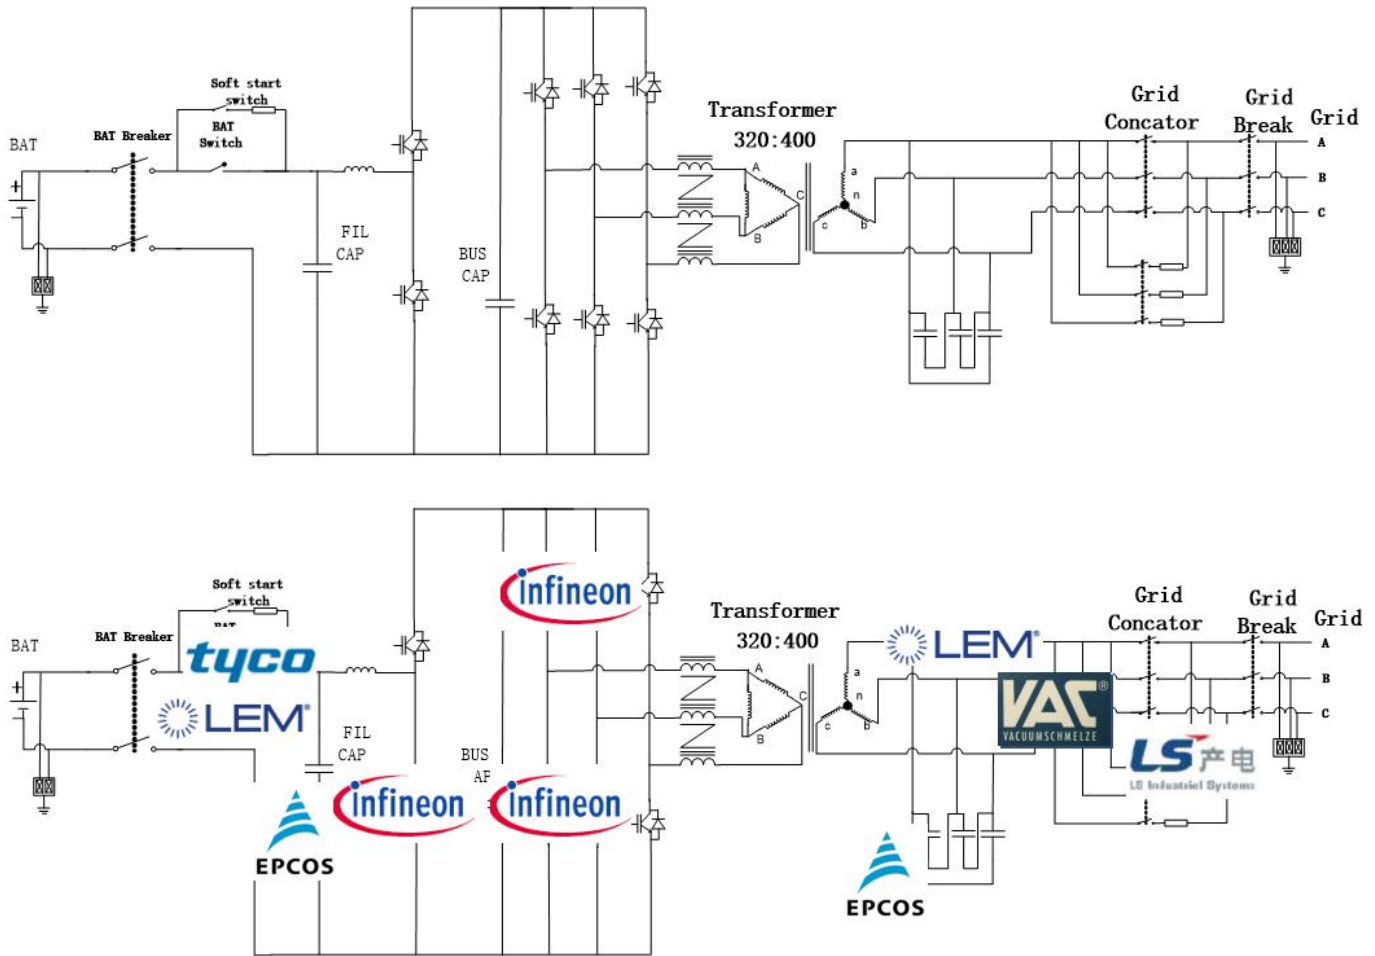 Soft start
switch
BAT Breaker
BAT
Switch
BAT
+
FIL
CAP
BUS
CAP
Transformer
320:400
A
B
C
a
n
c
b
Grid
Concator
Grid
Break
Grid
A
B
C
Soft start
switch
BAT Breaker
BAT
+
tyco
LEM®
FIL
CAP
EPCOS
infineon
infineon
infineon
BUS
AP
Transformer
320:400
A
B
C
a
n
c
b
LEM®
VAC®
VACUUMSCHMELZE
EPCOS
Grid
Concator
Grid
Break
Grid
A
B
C
LS产电
LS Industrial Systems